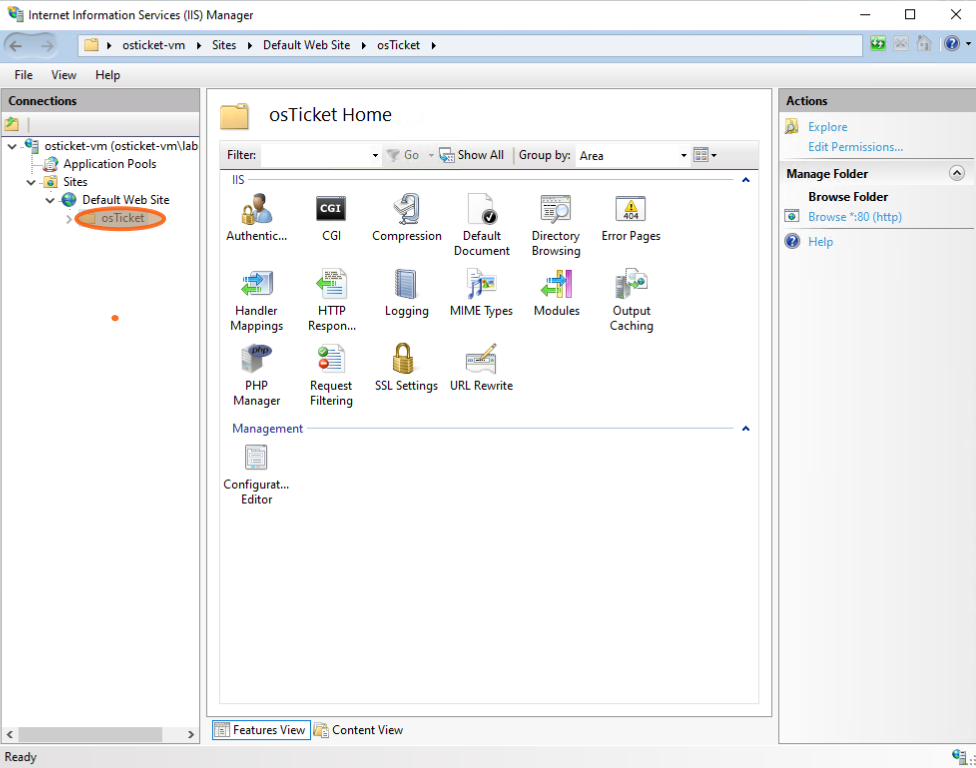 Internet Information Services (IIS) Manager
osticket-vm Sites Default Web Site osTicket
File View Help
Connections
osticket-vm (osticket-vm\lab
Application Pools
Sites
Default Web Site
osTicket
osTicket Home
Filter: Go Show All Group by: Area
IIS
Authentic... CGI Compression Default Document Directory Browsing Error Pages
CGI
404
Handler Mappings HTTP Respon... Logging MIME Types Modules Output Caching
php
PHP Manager Request Filtering SSL Settings URL Rewrite
Management
Configurat... Editor
Features View Content View
Actions
Explore
Edit Permissions...
Manage Folder
Browse Folder
Browse *:80 (http)
Help
Ready